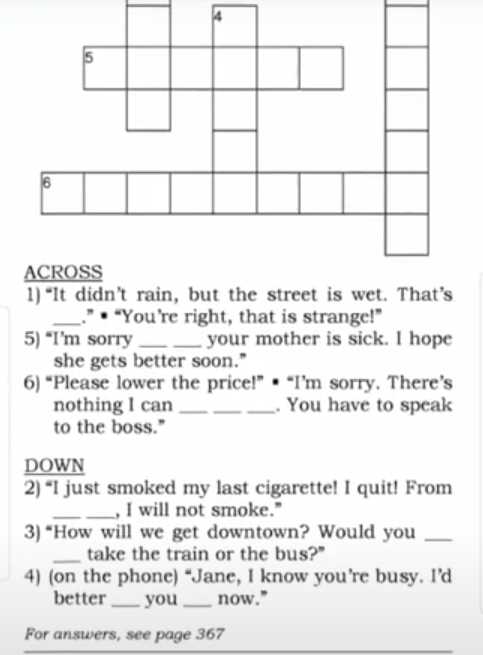 4
5
6
ACROSS
1) “It didn’t rain, but the street is wet. That’s
___.” ▪ “You’re right, that is strange!”
5) “I’m sorry ___ ___ your mother is sick. I hope
she gets better soon.”
6) “Please lower the price!” ▪ “I’m sorry. There’s
nothing I can ___ ___ ___. You have to speak
to the boss.”
DOWN
2) “I just smoked my last cigarette! I quit! From
___ ___, I will not smoke.”
3) “How will we get downtown? Would you ___
___ take the train or the bus?”
4) (on the phone) “Jane, I know you’re busy. I’d
better ___ you ___ now.”
For answers, see page 367